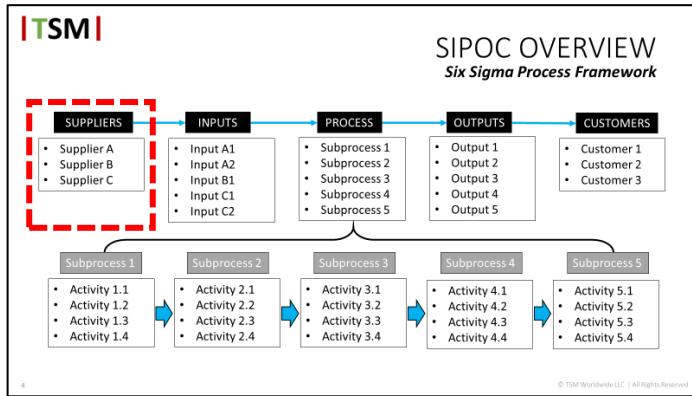 |TSM|
SIPOC OVERVIEW
Six Sigma Process Framework
SUPPLIERS
• Supplier A
• Supplier B
• Supplier C
INPUTS
• Input A1
• Input A2
• Input B1
• Input C1
• Input C2
PROCESS
• Subprocess 1
• Subprocess 2
• Subprocess 3
• Subprocess 4
• Subprocess 5
OUTPUTS
• Output 1
• Output 2
• Output 3
• Output 4
• Output 5
CUSTOMERS
• Customer 1
• Customer 2
• Customer 3
Subprocess 1
• Activity 1.1
• Activity 1.2
• Activity 1.3
• Activity 1.4
Subprocess 2
• Activity 2.1
• Activity 2.2
• Activity 2.3
• Activity 2.4
Subprocess 3
• Activity 3.1
• Activity 3.2
• Activity 3.3
• Activity 3.4
Subprocess 4
• Activity 4.1
• Activity 4.2
• Activity 4.3
• Activity 4.4
Subprocess 5
• Activity 5.1
• Activity 5.2
• Activity 5.3
• Activity 5.4
4
© TSM Worldwide LLC | All Rights Reserved